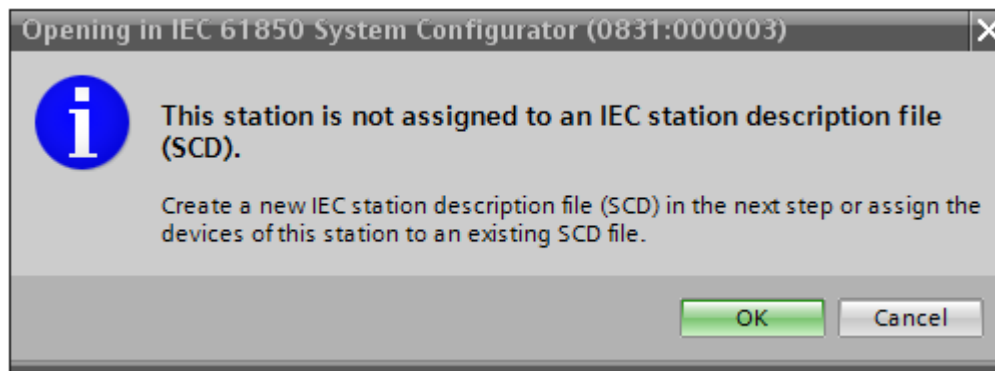 Opening in IEC 61850 System Configurator (0831:000003)
This station is not assigned to an IEC station description file
(SCD).
Create a new IEC station description file (SCD) in the next step or assign the
devices of this station to an existing SCD file.
OK Cancel